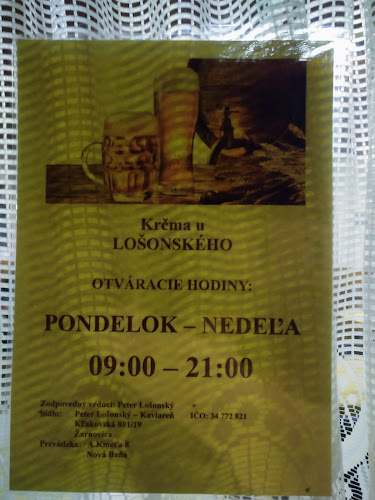 Krčma u
LOŠONSKÉHO
OTVÁRACIE HODINY:
PONDELOK – NEDEĽA
09:00 – 21:00
Zodpovedný vedúci: Peter Lošonský
Sídlo: Peter Lošonský – Kaviareň IČO: 34 772 821
Kľakovská 881/19
Žarnovica
Prevádzka: A.Kmeťa 8
Nová Baňa